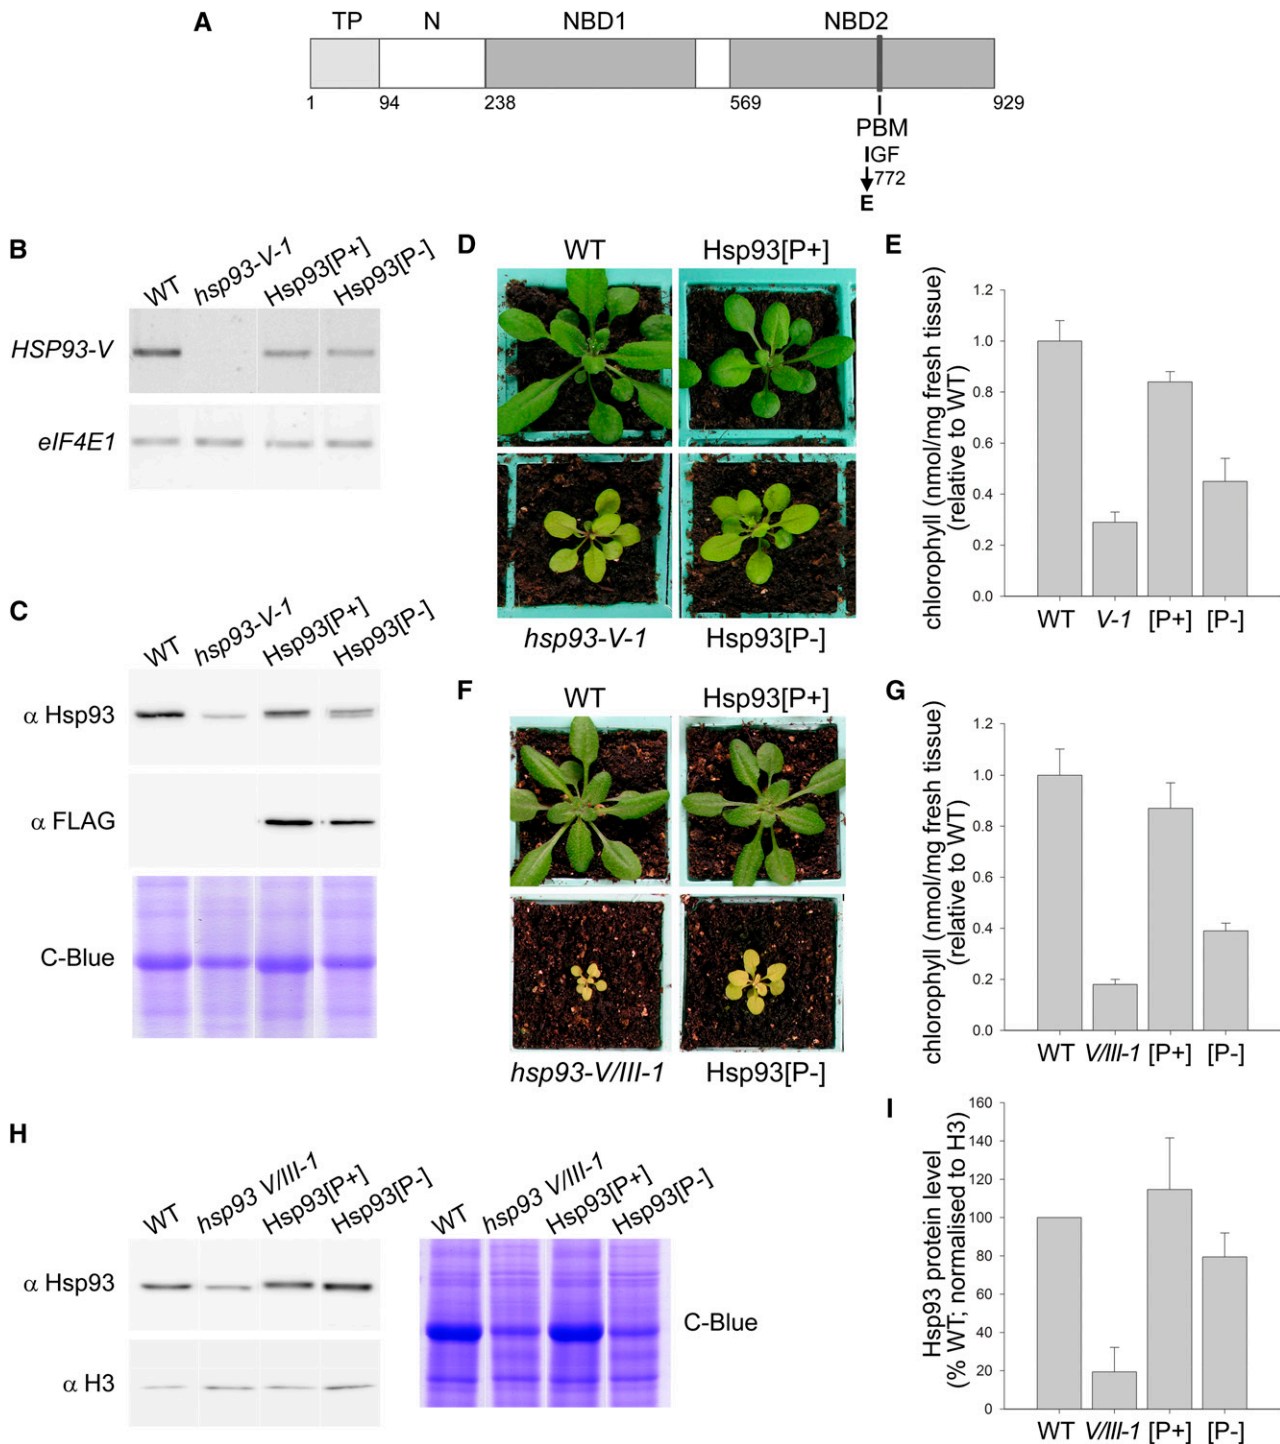 A
TP N NBD1 NBD2
1 94 238 569 929
PBM
IGF
772
E
B
WT hsp93-V-1 Hsp93[P+] Hsp93[P-]
HSP93-V
eIF4E1
C
WT hsp93-V-1 Hsp93[P+] Hsp93[P-]
α Hsp93
α FLAG
C-Blue
D
WT Hsp93[P+]
hsp93-V-1 Hsp93[P-]
E
chlorophyll (nmol/mg fresh tissue)
(relative to WT)
1.2
1.0
0.8
0.6
0.4
0.2
0.0
WT V-1 [P+] [P-]
F
WT Hsp93[P+]
hsp93-V/III-1 Hsp93[P-]
G
chlorophyll (nmol/mg fresh tissue)
(relative to WT)
1.2
1.0
0.8
0.6
0.4
0.2
0.0
WT V/III-1 [P+] [P-]
H
WT hsp93 V/III-1 Hsp93[P+] Hsp93[P-]
α Hsp93
α H3
WT hsp93 V/III-1 Hsp93[P+] Hsp93[P-]
C-Blue
I
Hsp93 protein level
(% WT; normalised to H3)
160
140
120
100
80
60
40
20
0
WT V/III-1 [P+] [P-]